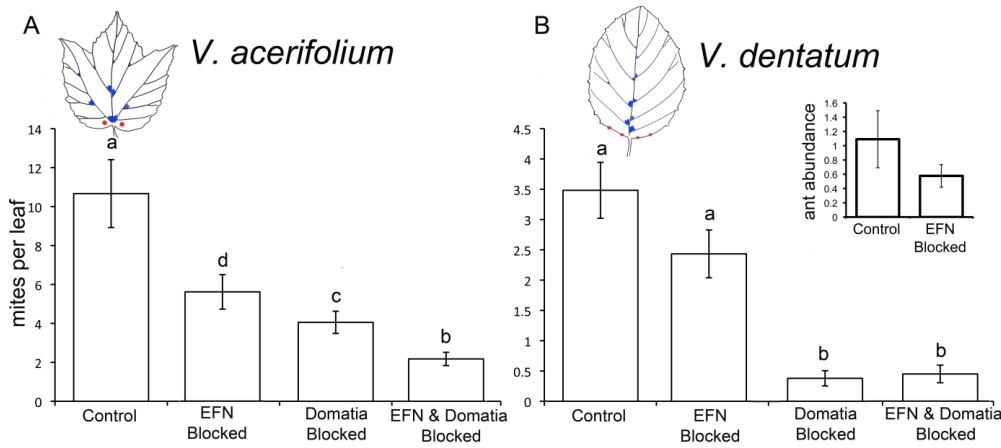 A
V. acerifolium
mites per leaf
14
12
10
8
6
4
2
0
a
d
c
b
Control
EFN
Blocked
Domatia
Blocked
EFN & Domatia
Blocked
B
V. dentatum
4.5
4
3.5
3
2.5
2
1.5
1
0.5
0
a
a
b
b
Control
EFN
Blocked
Domatia
Blocked
EFN & Domatia
Blocked
ant abundance
1.6
1.4
1.2
1
0.8
0.6
0.4
0.2
0
Control
EFN
Blocked